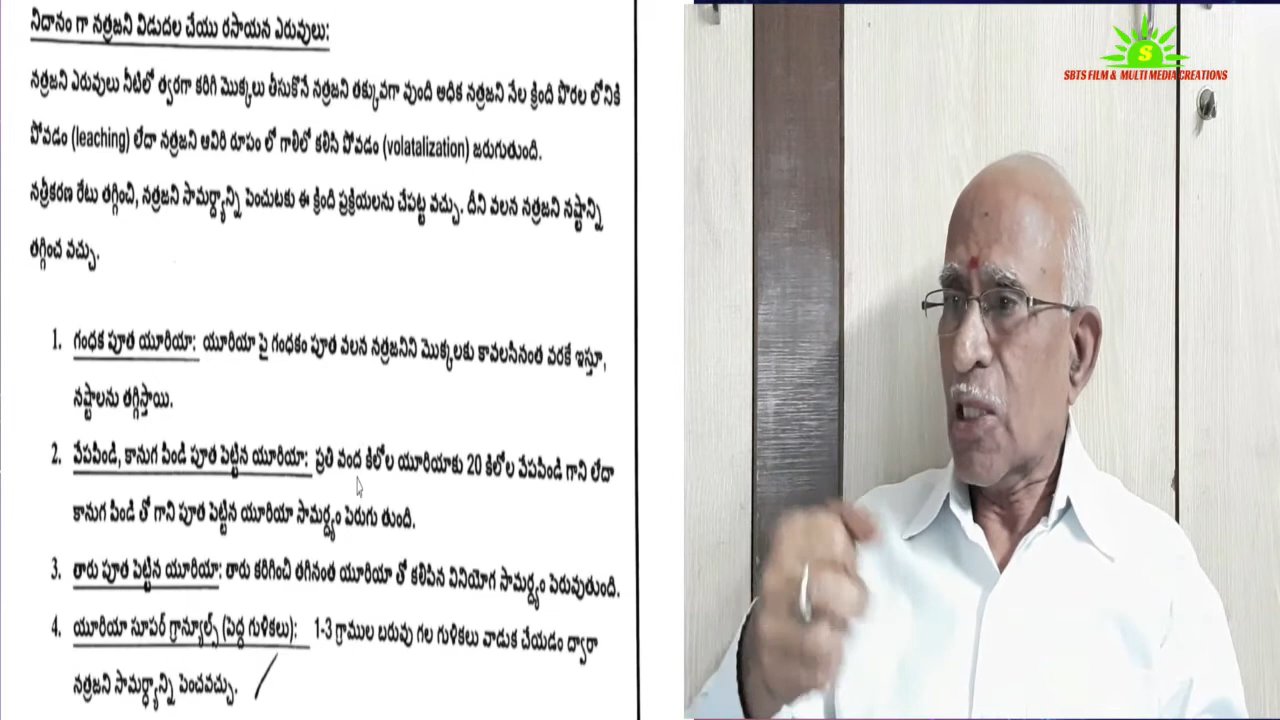 నిదానం గా నత్రజని విడుదల చేయు రసాయన ఎరువులు:
నత్రజని ఎరువులు నీటిలో త్వరగా కరిగి మొక్కలు తీసుకొనే నత్రజని తక్కువగా వుంది అధిక నత్రజని నేల క్రింది పొరల లోనికి
పోవడం (leaching) లేదా నత్రజని ఆవిరి రూపం లో గాలిలో కలిసి పోవడం (volatalization) జరుగుతుంది.
నత్రీకరణ రేటు తగ్గించి, నత్రజని సామర్ధ్యాన్ని పెంచుటకు ఈ క్రింది ప్రక్రియలను చేపట్ట వచ్చు. దీని వలన నత్రజని నష్టాన్ని
తగ్గించ వచ్చు.
1. గంధక పూత యూరియా: యూరియా పై గంధకం పూత వలన నత్రజనిని మొక్కలకు కావలసినంత వరకే ఇస్తూ,
నష్టాలను తగ్గిస్తాయి.
2. వేపపిండి, కానుగ పిండి పూత పెట్టిన యూరియా: ప్రతి వంద కిలోల యూరియాకు 20 కిలోల వేపపిండి గాని లేదా
కానుగ పిండి తో గాని పూత పెట్టిన యూరియా సామర్ధ్యం పెరుగు తుంది.
3. తారు పూత పెట్టిన యూరియా: తారు కరిగించి తగినంత యూరియా తో కలిపిన వినియోగ సామర్ధ్యం పెరువుతుంది.
4. యూరియా సూపర్ గ్రాన్యూల్స్ (పెద్ద గుళికలు): 1-3 గ్రాముల బరువు గల గుళికలు వాడుక చేయడం ద్వారా
నత్రజని సామర్ధ్యాన్ని పెంచవచ్చు.
S
SBTS FILM & MULTI MEDIA CREATIONS